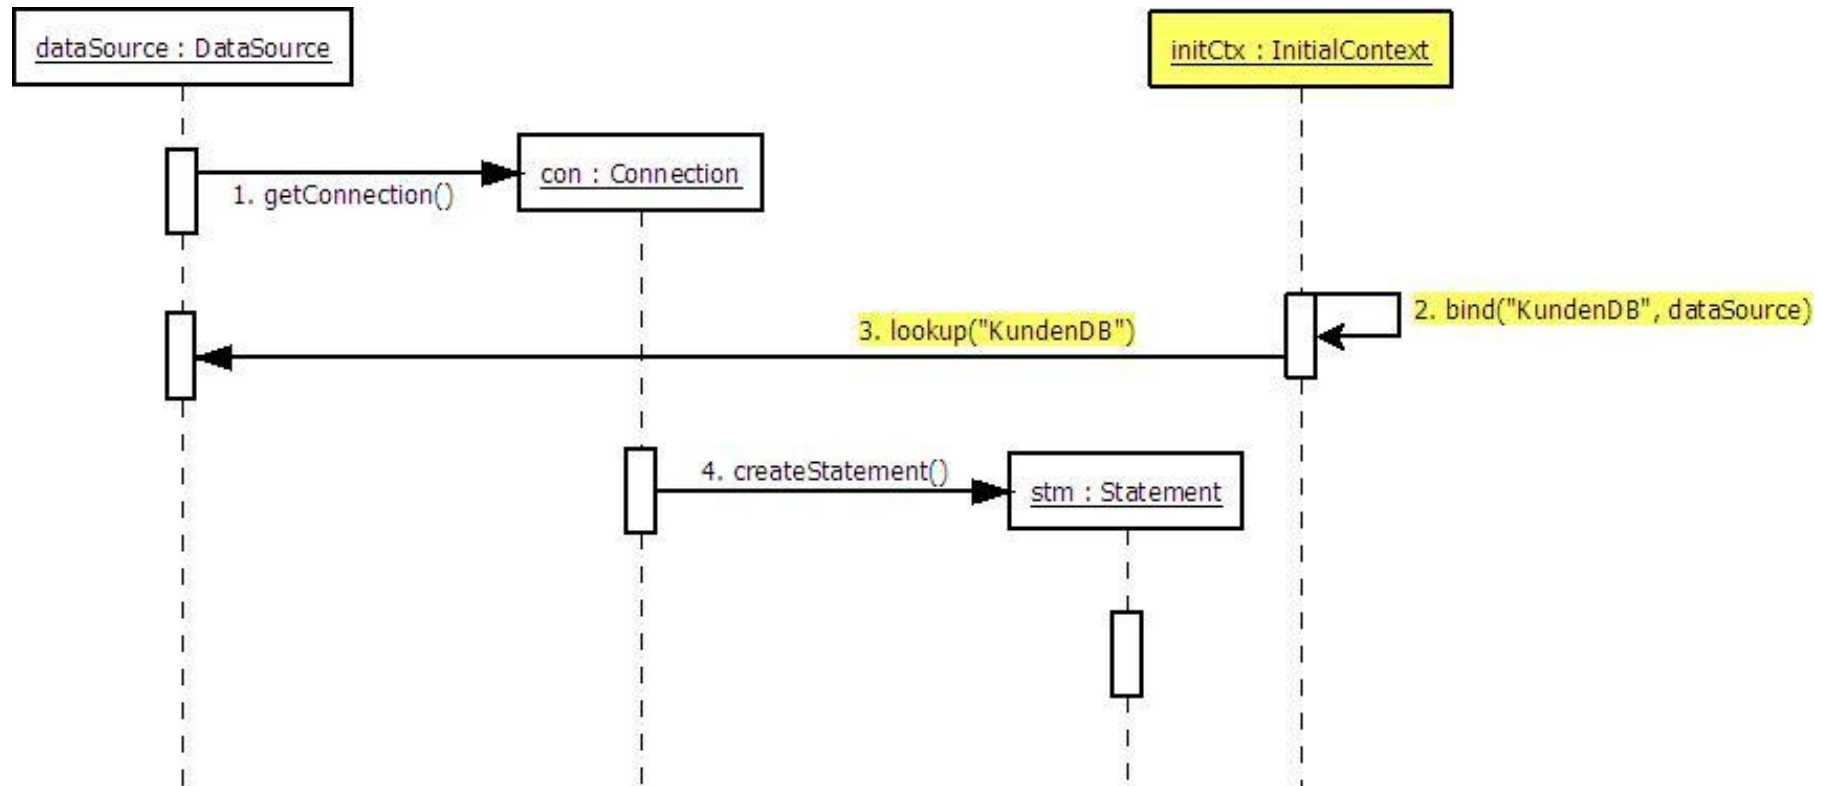 dataSource : DataSource
initCtx : InitialContext
con : Connection
1. getConnection()
2. bind("KundenDB", dataSource)
3. lookup("KundenDB")
4. createStatement()
stm : Statement